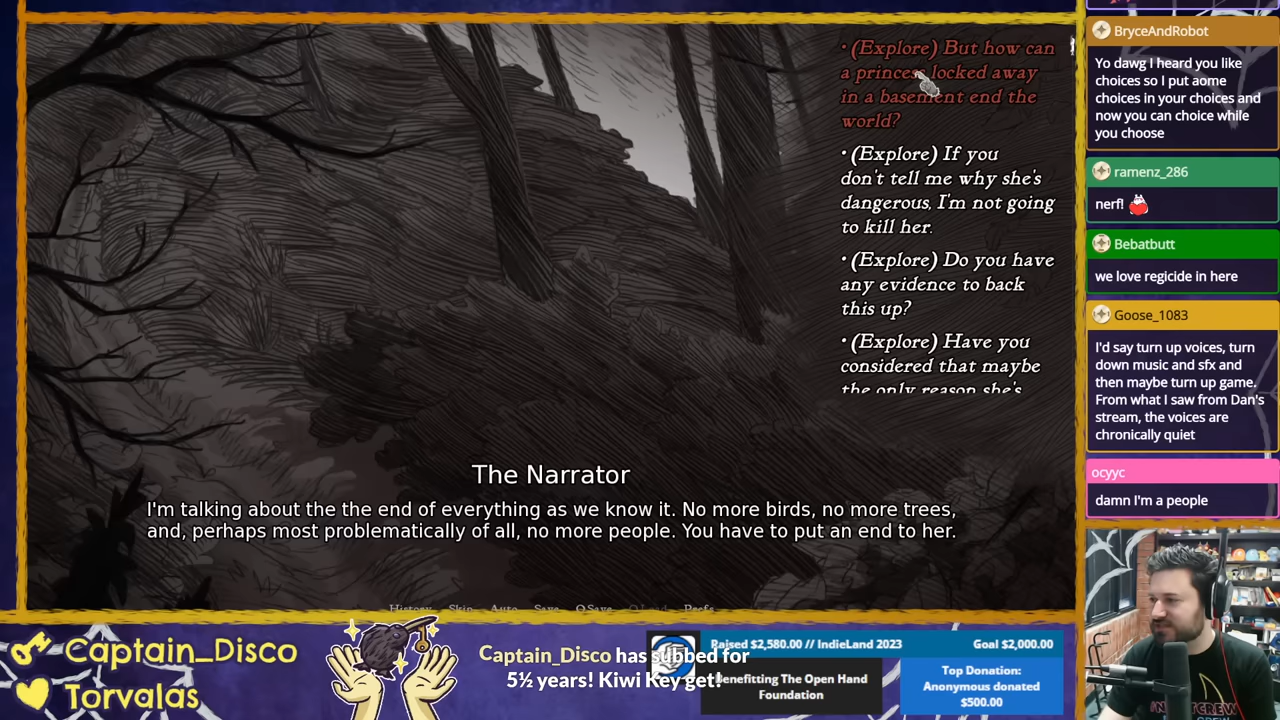 • (Explore) But how can
a princess locked away
in a basement end the
world?
• (Explore) If you
don't tell me why she's
dangerous, I'm not going
to kill her.
• (Explore) Do you have
any evidence to back
this up?
• (Explore) Have you
considered that maybe
the only reason she's
The Narrator
I'm talking about the the end of everything as we know it. No more birds, no more trees,
and, perhaps most problematically of all, no more people. You have to put an end to her.
History Skip Auto Save Q.Save Q.Load Prefs
BryceAndRobot
Yo dawg I heard you like
choices so I put aome
choices in your choices and
now you can choice while
you choose
ramenz_286
nerf!
Bebatbutt
we love regicide in here
Goose_1083
I'd say turn up voices, turn
down music and sfx and
then maybe turn up game.
From what I saw from Dan's
stream, the voices are
chronically quiet
ocyyc
damn I'm a people
Captain_Disco
Torvalas
Captain_Disco has subbed for
5½ years! Kiwi Key get!
Raised $2,580.00 // IndieLand 2023
Goal $2,000.00
Benefitting The Open Hand
Foundation
Top Donation:
Anonymous donated
$500.00